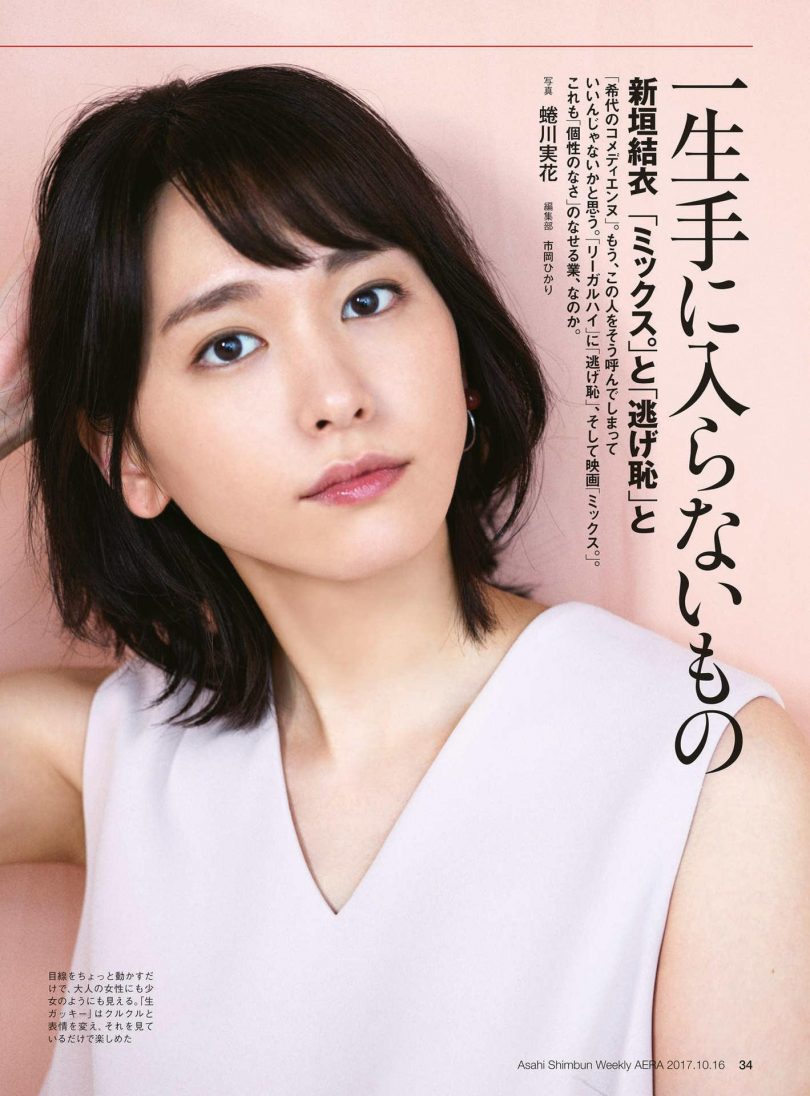 一生手に入らないもの
新垣結衣 「ミックス。」と「逃げ恥」と
「希代のコメディエンヌ」。もう、この人をそう呼んでしまって
いいんじゃないかと思う。「リーガルハイ」に「逃げ恥」、そして映画「ミックス。」。
これも「個性のなさ」のなせる業、なのか。
写真 蜷川実花 編集部 市岡ひかり
目線をちょっと動かすだ
けで、大人の女性にも少
女のようにも見える。「生
ガッキー」はクルクルと
表情を変え、それを見て
いるだけで楽しめた
Asahi Shimbun Weekly AERA 2017.10.16 34